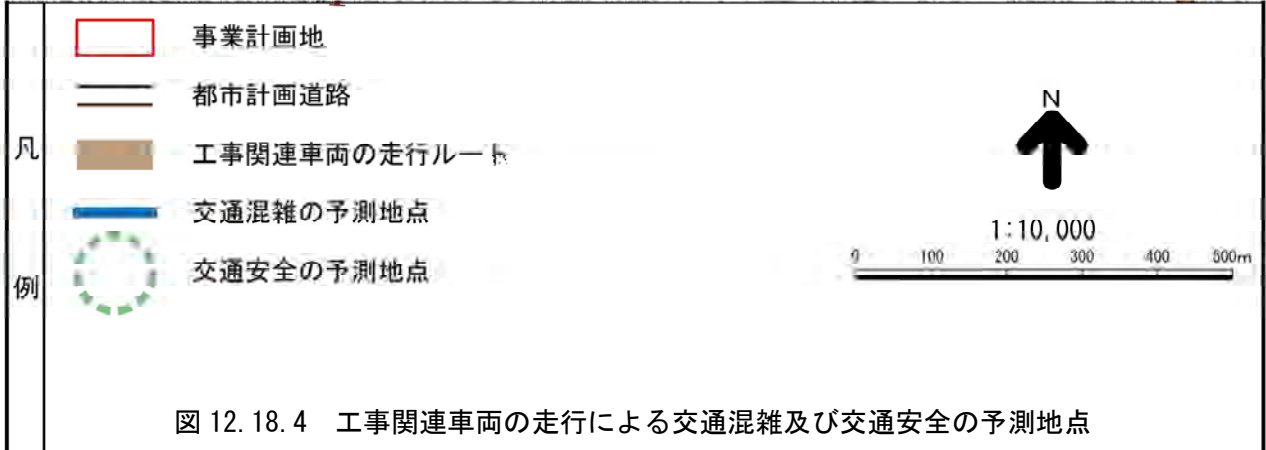 凡
例
事業計画地
都市計画道路
工事関連車両の走行ルート
交通混雑の予測地点
交通安全の予測地点
N
1:10,000
0 100 200 300 400 500m
図 12.18.4 工事関連車両の走行による交通混雑及び交通安全の予測地点